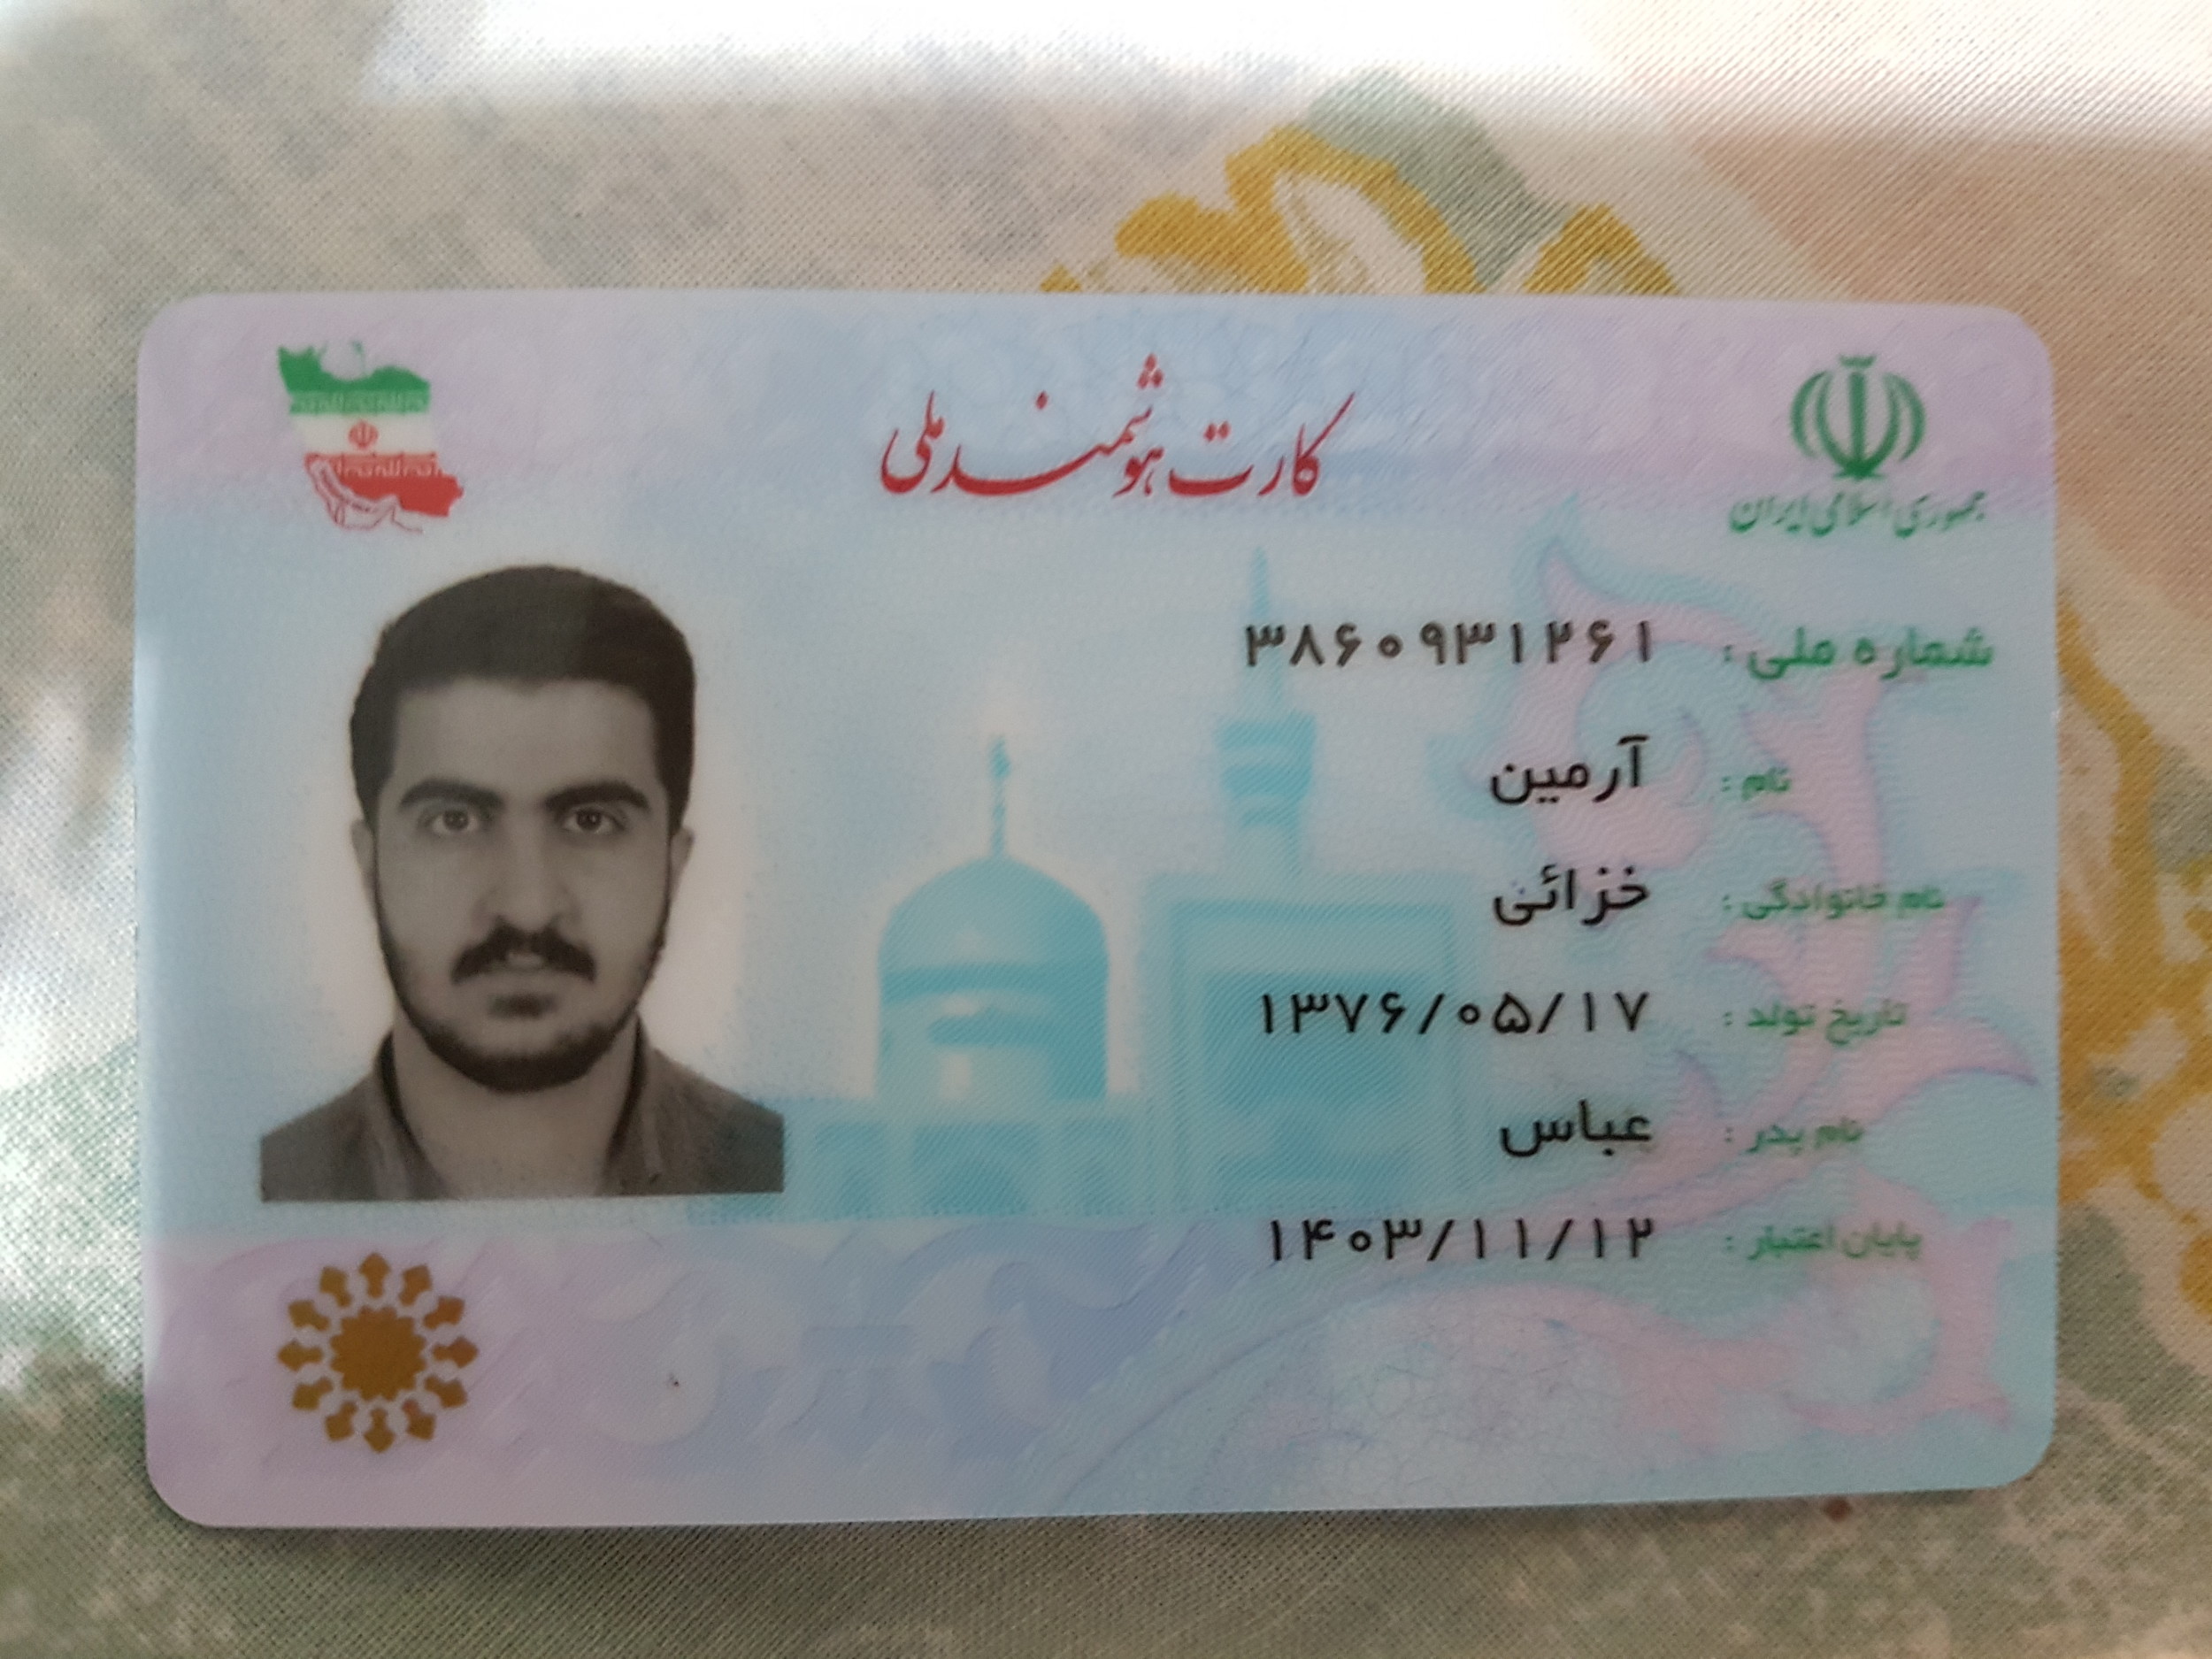 جمهوری اسلامی ایران
کارت هوشمند ملی
شماره ملی : ۳۸۶۰۹۳۱۲۶۱
نام : آرمین
نام خانوادگی : خزائی
تاریخ تولد : ۱۳۷۶/۰۵/۱۷
نام پدر : عباس
پایان اعتبار : ۱۴۰۳/۱۱/۱۲